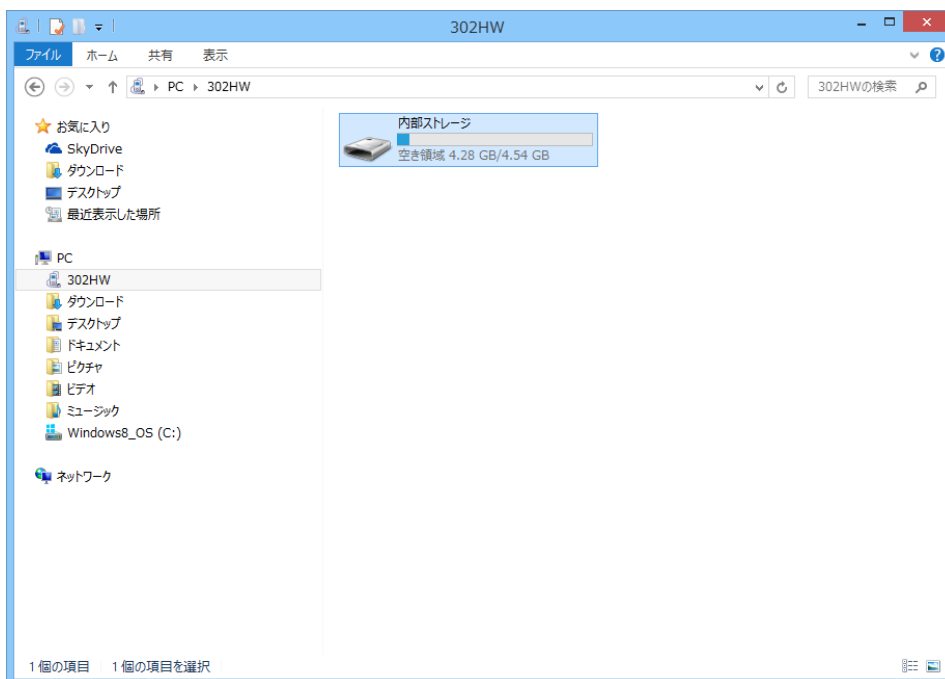 302HW
ファイル ホーム 共有 表示
PC 302HW 302HWの検索
お気に入り
SkyDrive
ダウンロード
デスクトップ
最近表示した場所
PC
302HW
ダウンロード
デスクトップ
ドキュメント
ピクチャ
ビデオ
ミュージック
Windows8_OS (C:)
ネットワーク
内部ストレージ
空き領域 4.28 GB/4.54 GB
1 個の項目 1 個の項目を選択